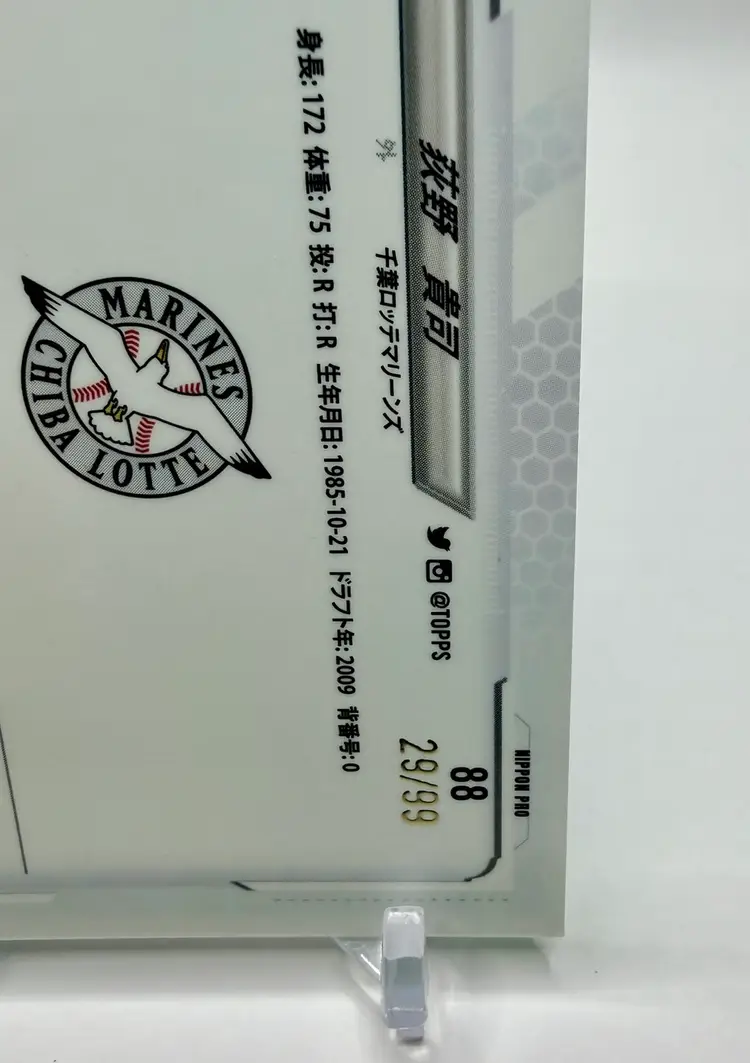 NIPPON PRO
88
29/99
荻野 貴司
@TOPPS
外
千葉ロッテマリーンズ
身長: 172 体重: 75 投: R 打: R 生年月日: 1985-10-21 ドラフト年: 2009 背番号: 0
MARINES
CHIBA LOTTE